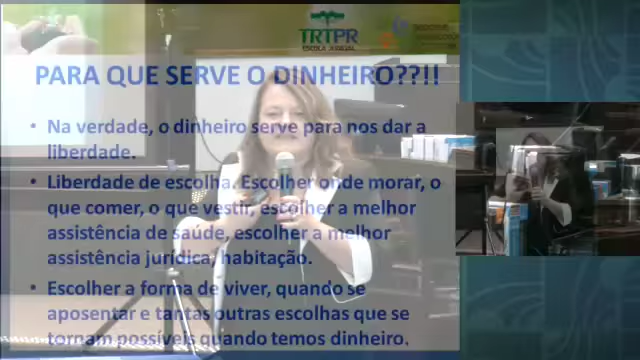 TRTPR
ESCOLA JUDICIAL
PARA QUE SERVE O DINHEIRO??!!
• Na verdade, o dinheiro serve para nos dar a
liberdade.
• Liberdade de escolha. Escolher onde morar, o
que comer, o que vestir, escolher a melhor
assistência de saúde, escolher a melhor
assistência jurídica, habitação.
• Escolher a forma de viver, quando se
aposentar e tantas outras escolhas que se
tornam possíveis quando temos dinheiro.